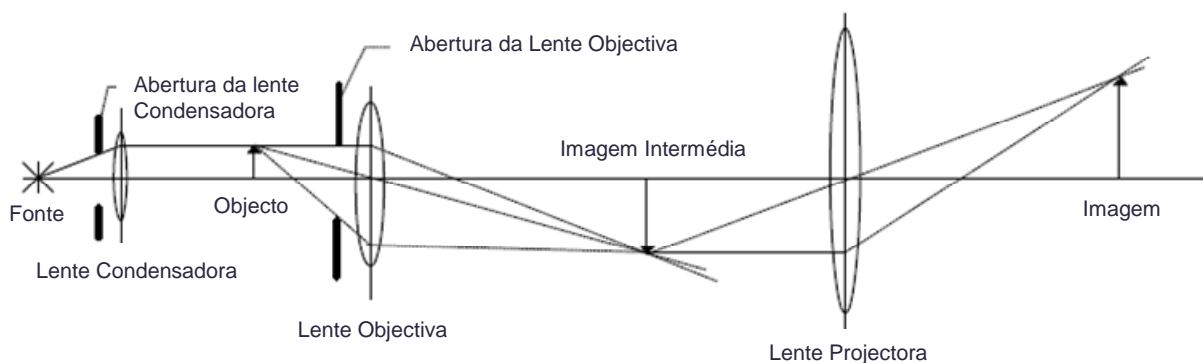 Abertura da Lente Objectiva
Abertura da lente
Condensadora
Imagem Intermédia
Fonte
Objecto
Imagem
Lente Condensadora
Lente Objectiva
Lente Projectora